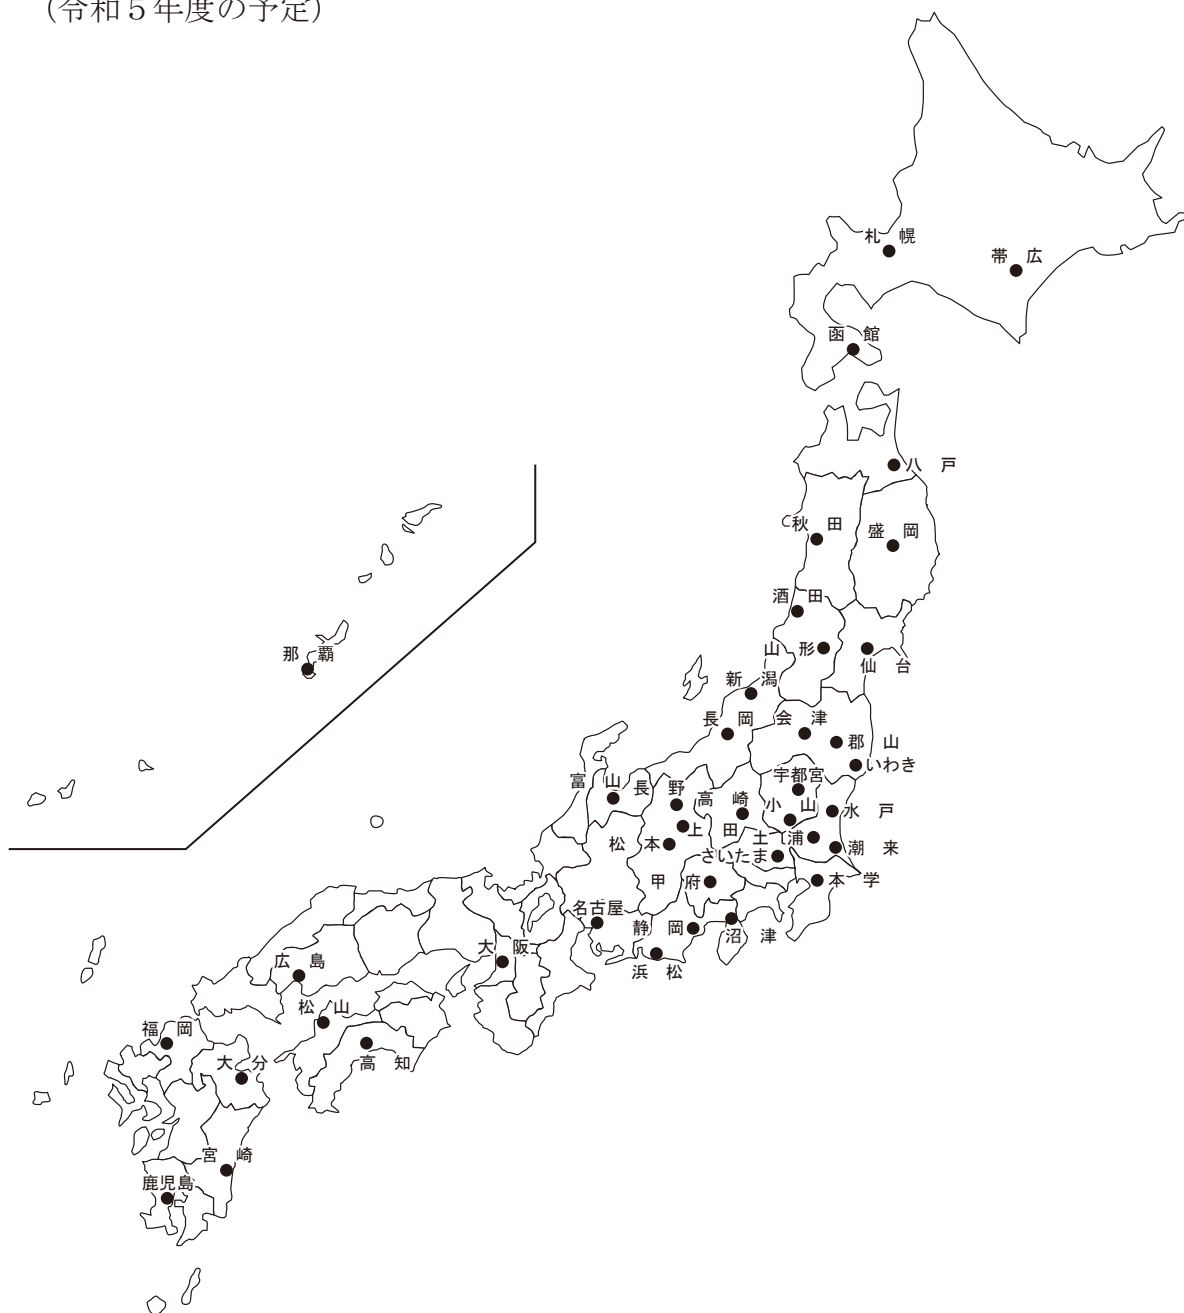 （令和５年度の予定）
札幌
帯広
函館
八戸
秋田
盛岡
酒田
山形
仙台
那覇
新潟
長岡
会津
郡山
いわき
宇都宮
富山
長野
高崎
小山
水戸
上田
松本
土浦
潮来
さいたま
甲府
本学
名古屋
静岡
沼津
大阪
浜松
広島
松山
福岡
大分
高知
宮崎
鹿児島